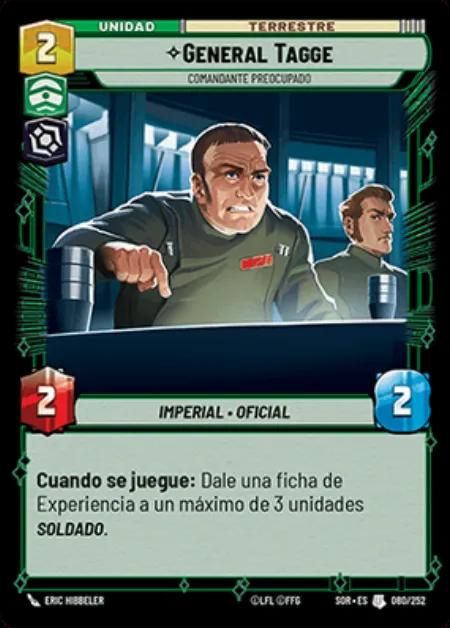 UNIDAD
TERRESTRE
2
GENERAL TAGGE
COMANDANTE PREOCUPADO
2
2
IMPERIAL • OFICIAL
Cuando se juegue: Dale una ficha de
Experiencia a un máximo de 3 unidades
SOLDADO.
ERIC HIBBELER
©LFL ©FFG
SOR • ES
080/252